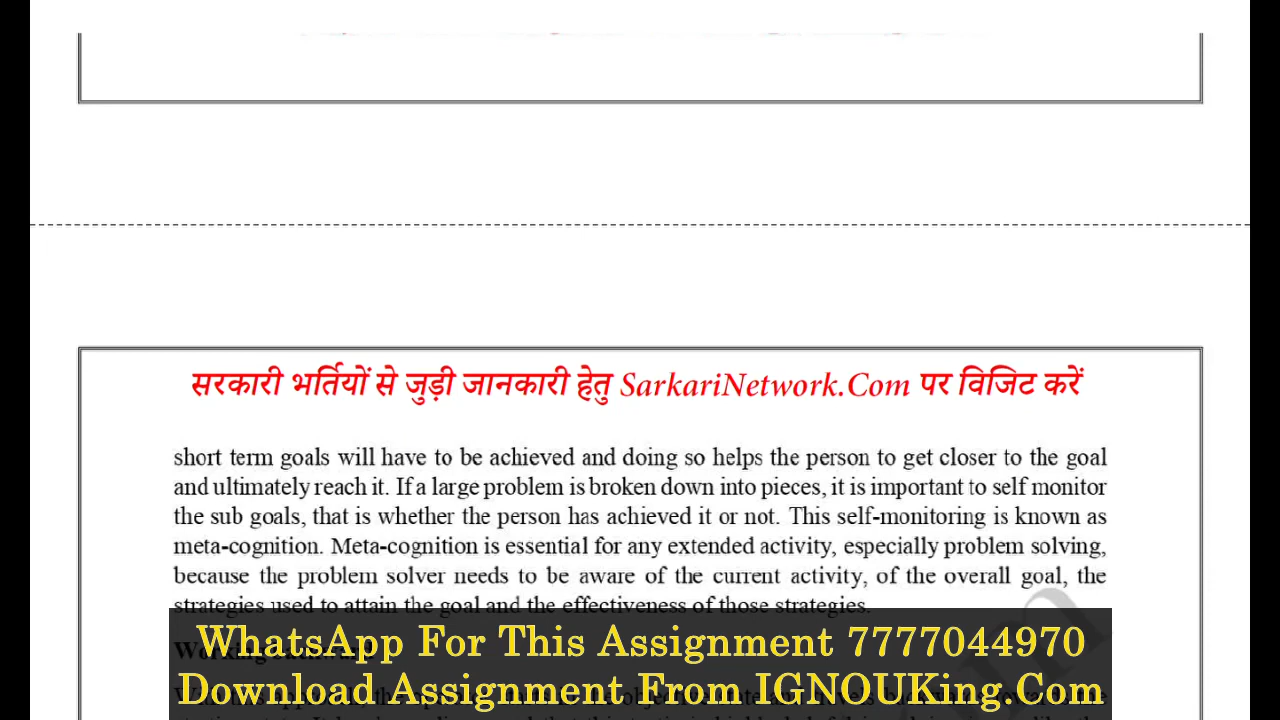 सरकारी भर्तियों से जुड़ी जानकारी हेतु SarkariNetwork.Com पर विजिट करें
short term goals will have to be achieved and doing so helps the person to get closer to the goal
and ultimately reach it. If a large problem is broken down into pieces, it is important to self monitor
the sub goals, that is whether the person has achieved it or not. This self-monitoring is known as
meta-cognition. Meta-cognition is essential for any extended activity, especially problem solving,
because the problem solver needs to be aware of the current activity, of the overall goal, the
strategies used to attain the goal and the effectiveness of those strategies.
WhatsApp For This Assignment 7777044970
Working backward
Download Assignment From IGNOUKing.Com